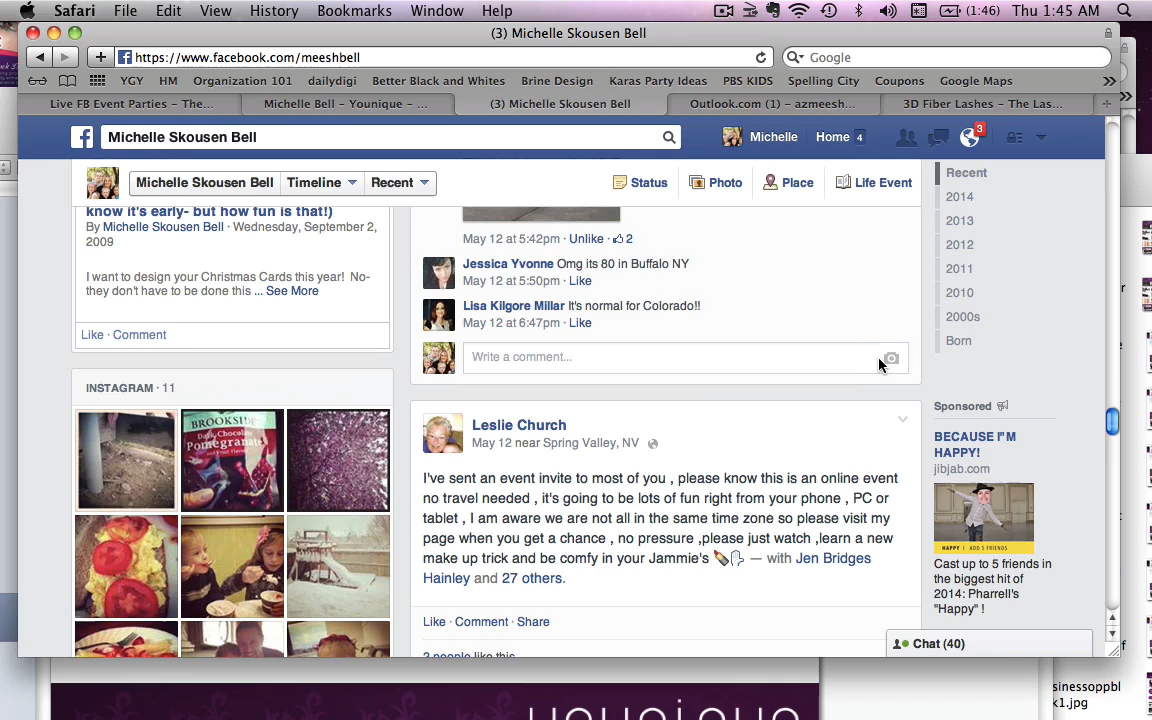 Safari File Edit View History Bookmarks Window Help (1:46) Thu 1:45 AM
(3) Michelle Skousen Bell
https://www.facebook.com/meeshbell Google
YGY HM Organization 101 dailydigi Better Black and Whites Brine Design Karas Party Ideas PBS KIDS Spelling City Coupons Google Maps
Live FB Event Parties – The... Michelle Bell – Younique – ... (3) Michelle Skousen Bell Outlook.com (1) – azmeesh... 3D Fiber Lashes – The Las...
Michelle Skousen Bell Michelle Home 4 3
Michelle Skousen Bell Timeline Recent Status Photo Place Life Event
know it's early- but how fun is that!)
By Michelle Skousen Bell · Wednesday, September 2,
2009
I want to design your Christmas Cards this year! No-
they don't have to be done this ... See More
Like · Comment
INSTAGRAM · 11
BROOKSIDE
Dark Chocolate
Pomegranate
May 12 at 5:42pm · Unlike · 2
Jessica Yvonne Omg its 80 in Buffalo NY
May 12 at 5:50pm · Like
Lisa Kilgore Millar It's normal for Colorado!!
May 12 at 6:47pm · Like
Write a comment...
Leslie Church
May 12 near Spring Valley, NV
I've sent an event invite to most of you , please know this is an online event
no travel needed , it's going to be lots of fun right from your phone , PC or
tablet , I am aware we are not all in the same time zone so please visit my
page when you get a chance , no pressure ,please just watch ,learn a new
make up trick and be comfy in your Jammie's — with Jen Bridges
Hainley and 27 others.
Like · Comment · Share
2 people like this.
Recent
2014
2013
2012
2011
2010
2000s
Born
Sponsored
BECAUSE I"M
HAPPY!
jibjab.com
HAPPY | ADD 5 FRIENDS
Cast up to 5 friends in
the biggest hit of
2014: Pharrell's
"Happy" !
Chat (40)
sinessoppbl
k1.jpg
younique